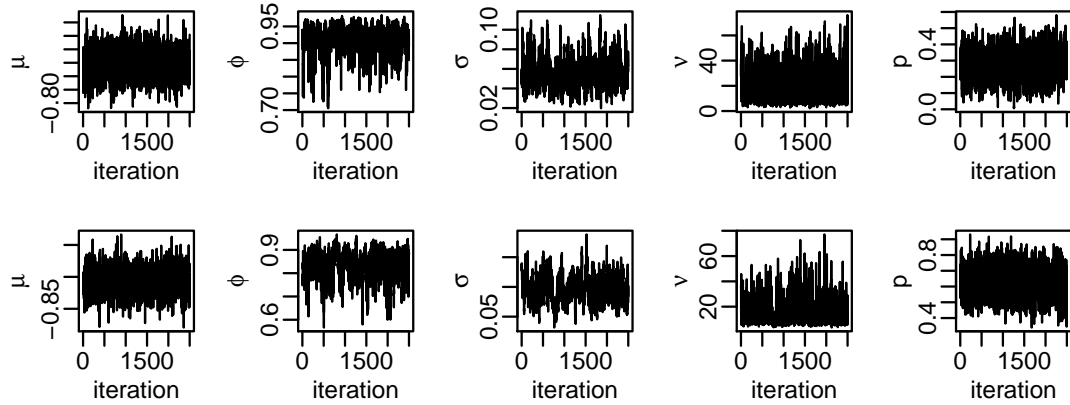 μ
−0.80
0 1500
iteration
ϕ
0.70 0.95
0 1500
iteration
σ
0.02 0.10
0 1500
iteration
ν
0 40
0 1500
iteration
p
0.0 0.4
0 1500
iteration
μ
−0.85
0 1500
iteration
ϕ
0.6 0.9
0 1500
iteration
σ
0.05
0 1500
iteration
ν
20 60
0 1500
iteration
p
0.4 0.8
0 1500
iteration